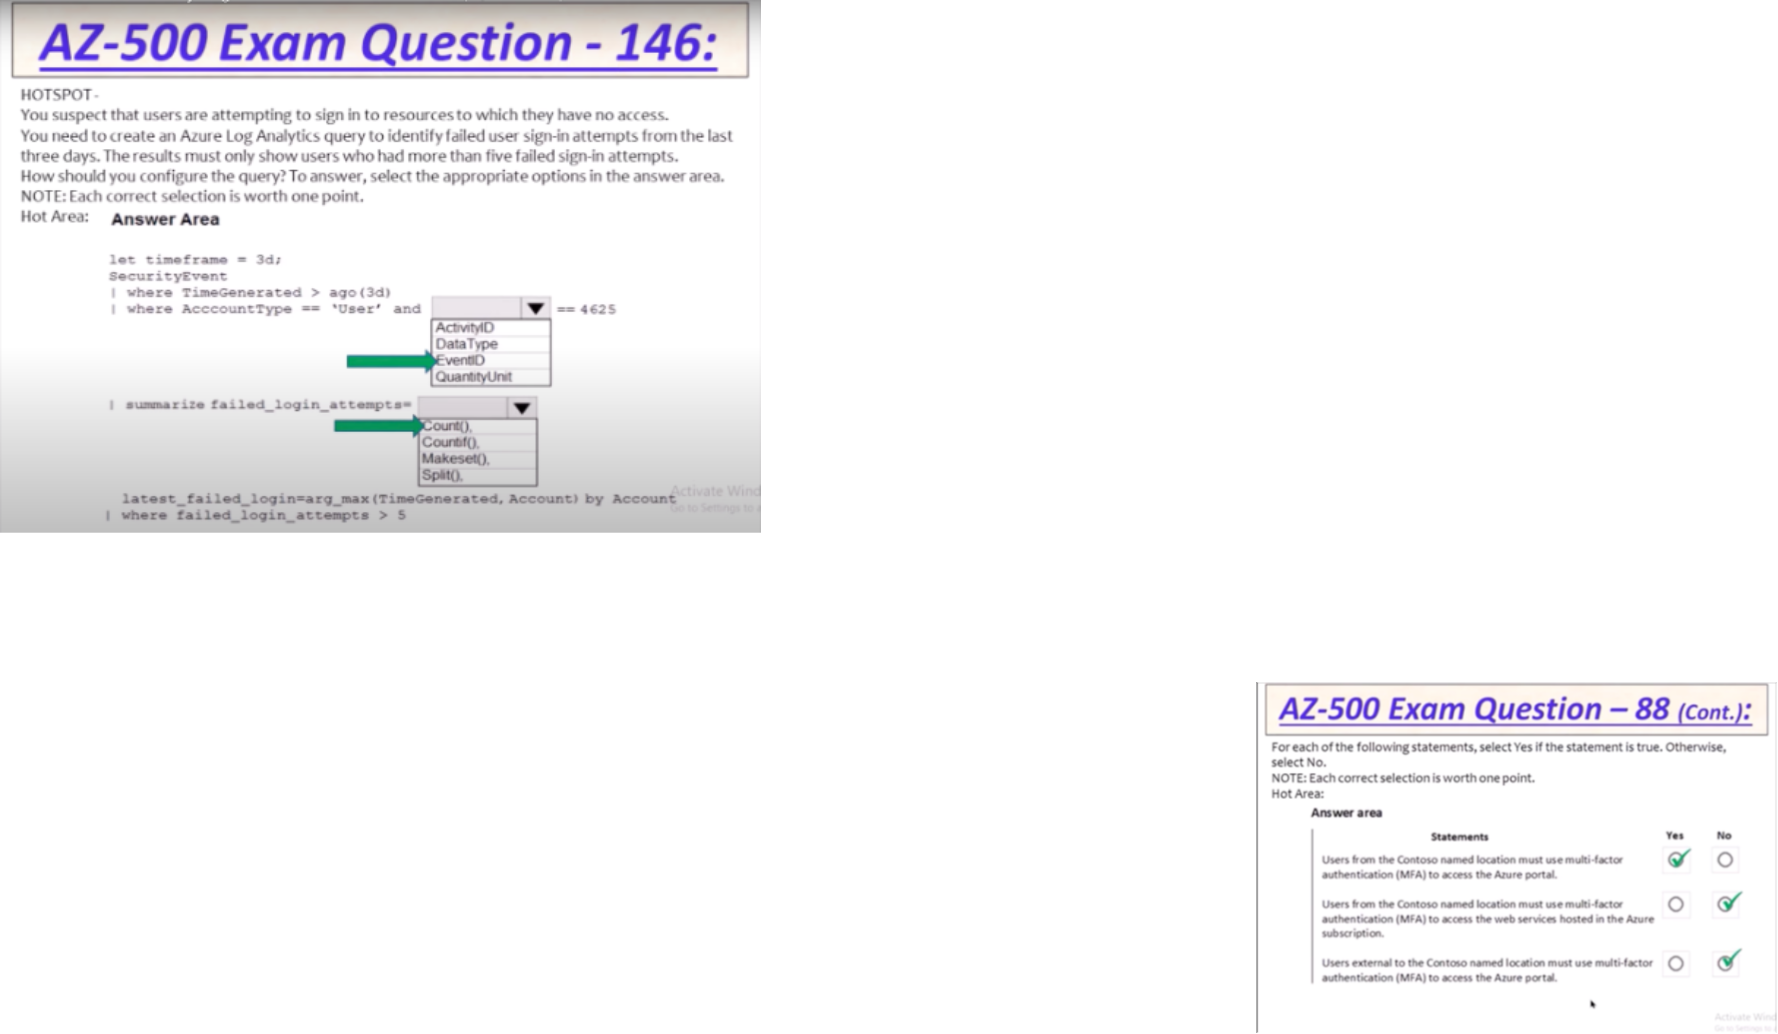 AZ-500 Exam Question - 146:
HOTSPOT -
You suspect that users are attempting to sign in to resources to which they have no access.
You need to create an Azure Log Analytics query to identify failed user sign-in attempts from the last
three days. The results must only show users who had more than five failed sign-in attempts.
How should you configure the query? To answer, select the appropriate options in the answer area.
NOTE: Each correct selection is worth one point.
Hot Area: Answer Area
let timeframe = 3d;
SecurityEvent
| where TimeGenerated > ago(3d)
| where AcccountType == 'User' and == 4625
ActivityID
DataType
EventID
QuantityUnit
| summarize failed_login_attempts=
Count(),
Countif(),
Makeset(),
Split(),
latest_failed_login=arg_max(TimeGenerated, Account) by Account
| where failed_login_attempts > 5
Activate Wind
Go to Settings to a
AZ-500 Exam Question – 88 (Cont.):
For each of the following statements, select Yes if the statement is true. Otherwise,
select No.
NOTE: Each correct selection is worth one point.
Hot Area:
Answer area
Statements Yes No
Users from the Contoso named location must use multi-factor
authentication (MFA) to access the Azure portal.
Users from the Contoso named location must use multi-factor
authentication (MFA) to access the web services hosted in the Azure
subscription.
Users external to the Contoso named location must use multi-factor
authentication (MFA) to access the Azure portal.
Activate Wind
Go to Settings to